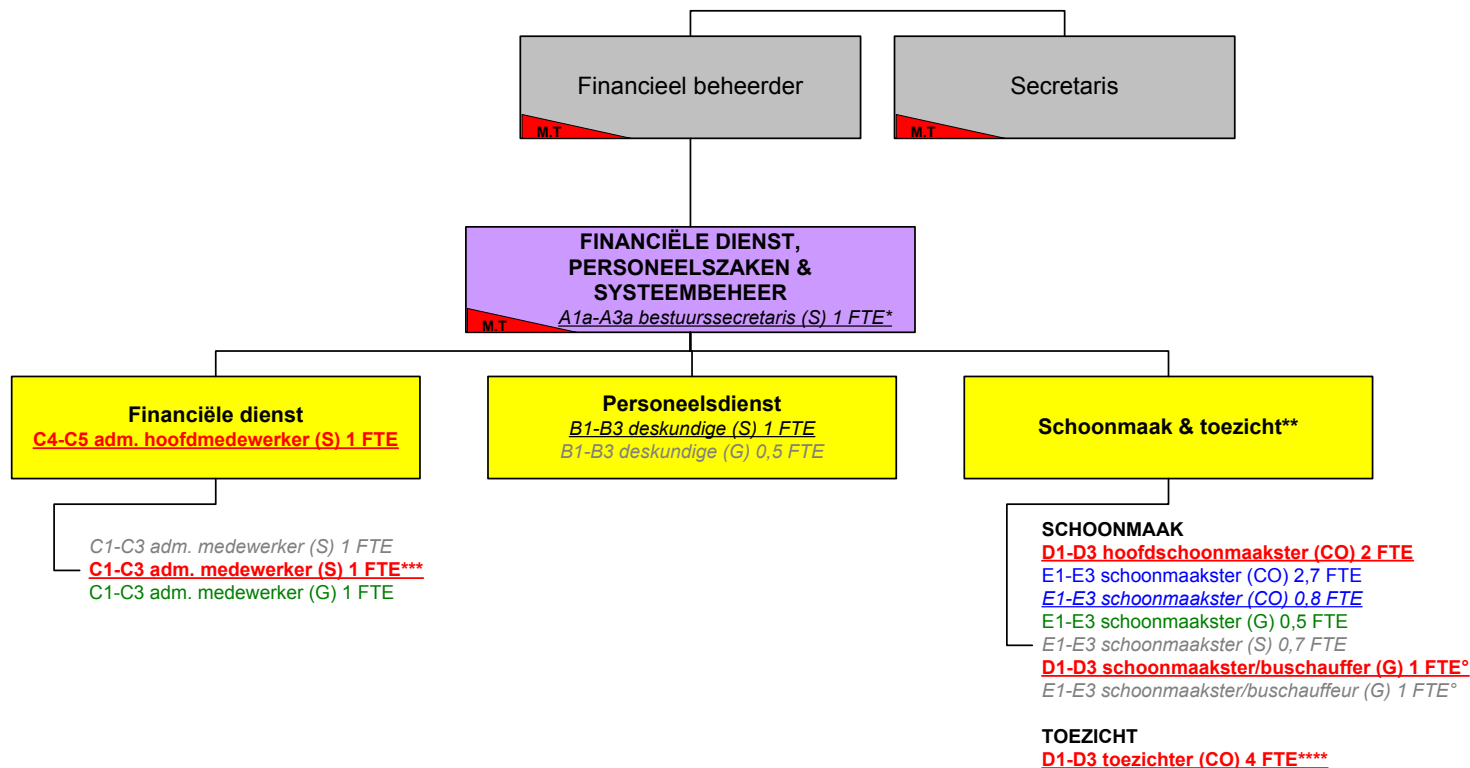 Financieel beheerder
M.T
Secretaris
M.T
FINANCIËLE DIENST,
PERSONEELSZAKEN &
SYSTEEMBEHEER
A1a-A3a bestuurssecretaris (S) 1 FTE*
M.T
Financiële dienst
C4-C5 adm. hoofdmedewerker (S) 1 FTE
C1-C3 adm. medewerker (S) 1 FTE
C1-C3 adm. medewerker (S) 1 FTE***
C1-C3 adm. medewerker (G) 1 FTE
Personeelsdienst
B1-B3 deskundige (S) 1 FTE
B1-B3 deskundige (G) 0,5 FTE
Schoonmaak & toezicht**
SCHOONMAAK
D1-D3 hoofdschoonmaakster (CO) 2 FTE
E1-E3 schoonmaakster (CO) 2,7 FTE
E1-E3 schoonmaakster (CO) 0,8 FTE
E1-E3 schoonmaakster (G) 0,5 FTE
E1-E3 schoonmaakster (S) 0,7 FTE
D1-D3 schoonmaakster/buschauffer (G) 1 FTE°
E1-E3 schoonmaakster/buschauffeur (G) 1 FTE°
TOEZICHT
D1-D3 toezichter (CO) 4 FTE****